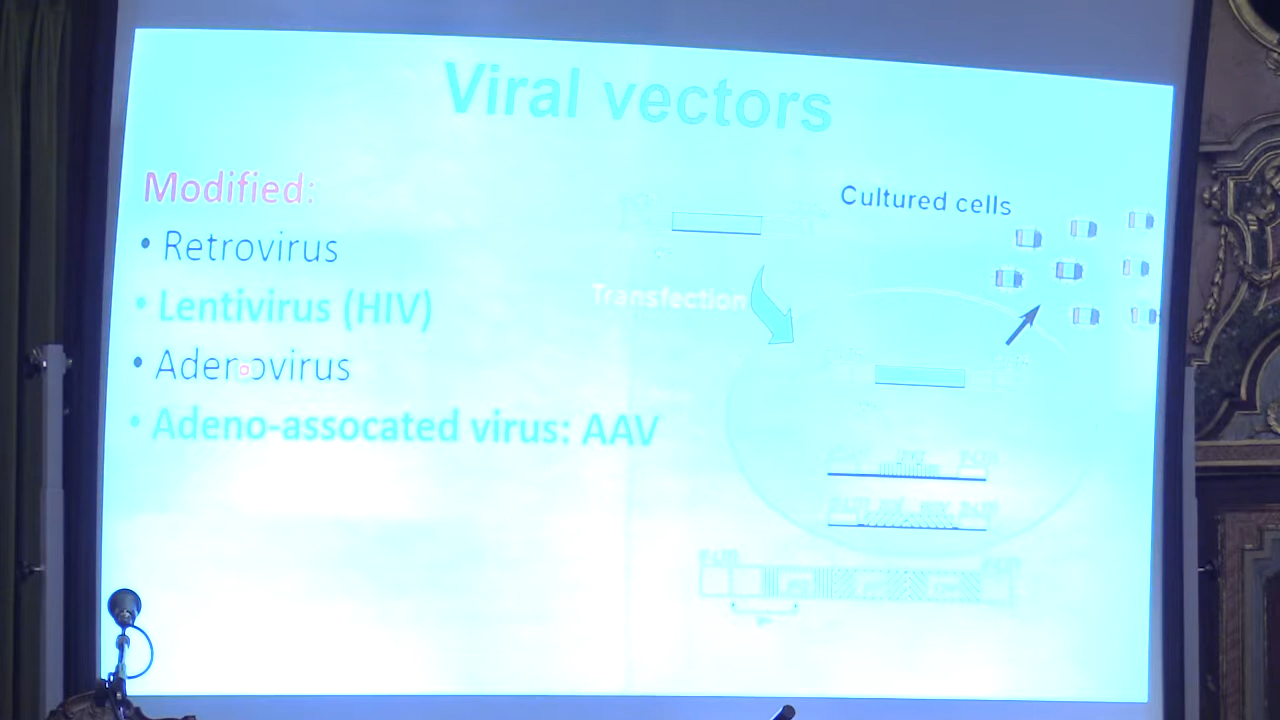 Viral vectors
Modified:
• Retrovirus
• Lentivirus (HIV)
• Adenovirus
• Adeno-assocated virus: AAV
Cultured cells
Transfection